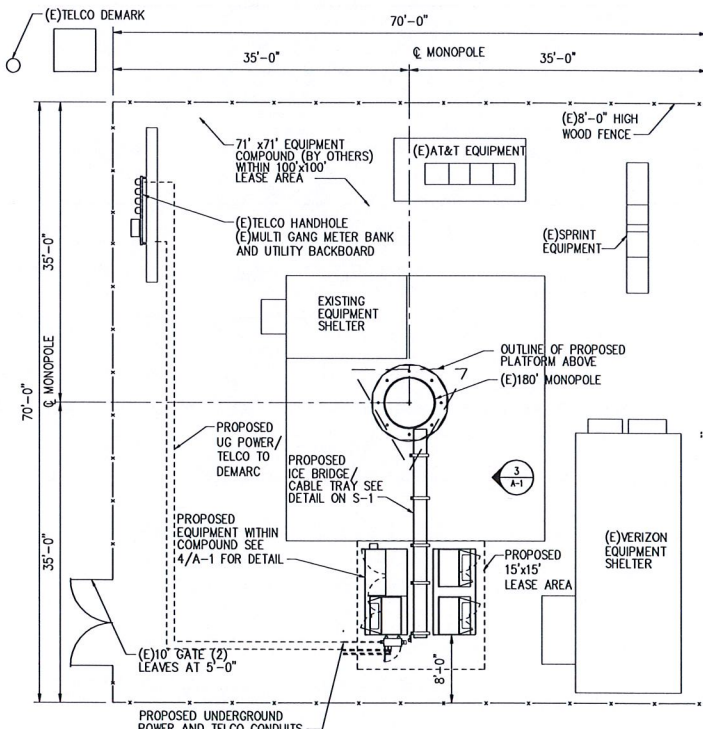 (E)TELCO DEMARK
70'-0"
35'-0"
℄ MONOPOLE
35'-0"
(E)8'-0" HIGH
WOOD FENCE
71' x71' EQUIPMENT
COMPOUND (BY OTHERS)
WITHIN 100'x100'
LEASE AREA
(E)AT&T EQUIPMENT
(E)TELCO HANDHOLE
(E)MULTI GANG METER BANK
AND UTILITY BACKBOARD
(E)SPRINT
EQUIPMENT
35'-0"
EXISTING
EQUIPMENT
SHELTER
OUTLINE OF PROPOSED
PLATFORM ABOVE
(E)180' MONOPOLE
70'-0"
℄ MONOPOLE
PROPOSED
UG POWER/
TELCO TO
DEMARC
PROPOSED
ICE BRIDGE/
CABLE TRAY SEE
DETAIL ON S-1
3
A-1
PROPOSED
EQUIPMENT WITHIN
COMPOUND SEE
4/A-1 FOR DETAIL
PROPOSED
15'x15'
LEASE AREA
(E)VERIZON
EQUIPMENT
SHELTER
35'-0"
(E)10' GATE (2)
LEAVES AT 5'-0"
8'-0"
PROPOSED UNDERGROUND
POWER AND TELCO CONDUITS